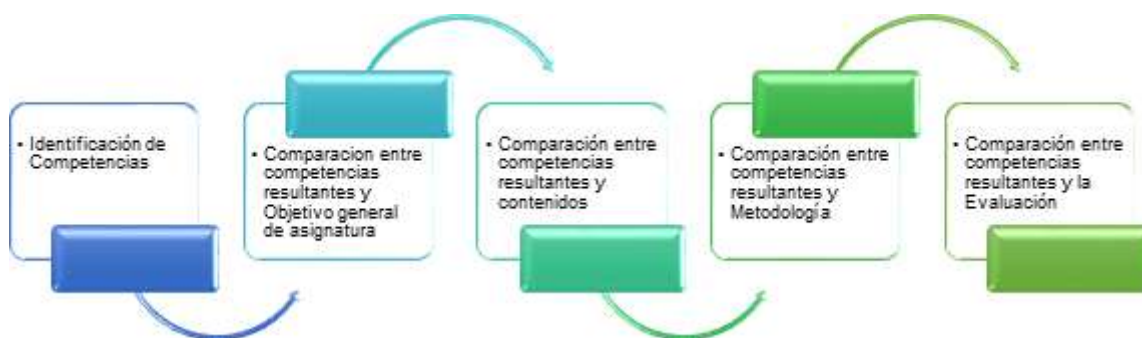 • Identificación de
Competencias
• Comparacion entre
competencias
resultantes y
Objetivo general
de asignatura
• Comparación entre
competencias
resultantes y
contenidos
• Comparación entre
competencias
resultantes y
Metodología
• Comparación entre
competencias
resultantes y la
Evaluación